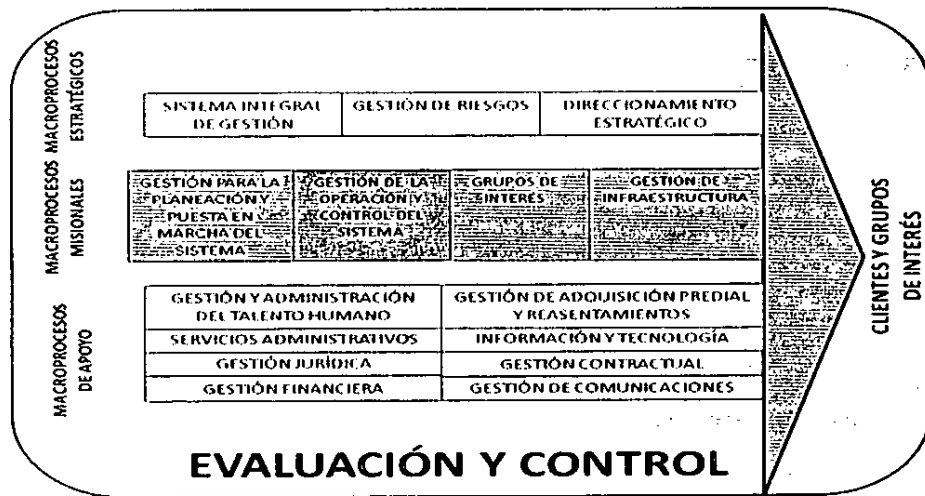 MACROPROCESOS
ESTRATÉGICOS
SISTEMA INTEGRAL
DE GESTIÓN
GESTIÓN DE RIESGOS
DIRECCIONAMIENTO
ESTRATÉGICO
MACROPROCESOS
MISIONALES
GESTIÓN PARA LA
PLANEACIÓN Y
PUESTA EN
MARCHA DEL
SISTEMA
GESTIÓN DE LA
OPERACIÓN Y
CONTROL DEL
SISTEMA
GRUPOS DE
INTERÉS
GESTIÓN DE
INFRAESTRUCTURA
MACROPROCESOS
DE APOYO
GESTIÓN Y ADMINISTRACIÓN
DEL TALENTO HUMANO
GESTIÓN DE ADQUISICIÓN PREDIAL
Y REASENTAMIENTOS
SERVICIOS ADMINISTRATIVOS
INFORMACIÓN Y TECNOLOGÍA
GESTIÓN JURÍDICA
GESTIÓN CONTRACTUAL
GESTIÓN FINANCIERA
GESTIÓN DE COMUNICACIONES
EVALUACIÓN Y CONTROL
CLIENTES Y GRUPOS
DE INTERÉS